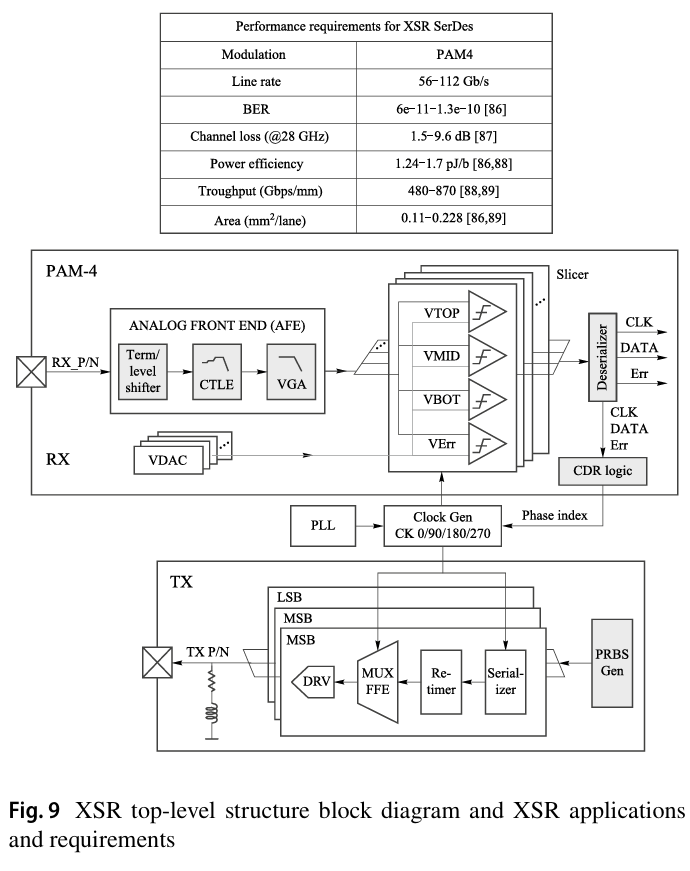 Performance requirements for XSR SerDes
Modulation PAM4
Line rate 56−112 Gb/s
BER 6e-11−1.3e-10 [86]
Channel loss (@28 GHz) 1.5−9.6 dB [87]
Power efficiency 1.24−1.7 pJ/b [86,88]
Troughput (Gbps/mm) 480−870 [88,89]
Area (mm²/lane) 0.11−0.228 [86,89]
PAM-4
Slicer
ANALOG FRONT END (AFE)
RX_P/N
Term/
level
shifter
CTLE
VGA
VTOP
VMID
VBOT
VErr
Deserializer
CLK
DATA
Err
CLK
DATA
Err
RX
VDAC
CDR logic
PLL
Clock Gen
CK 0/90/180/270
Phase index
TX
LSB
MSB
MSB
TX P/N
DRV
MUX
FFE
Re-
timer
Serial-
izer
PRBS
Gen
Fig. 9 XSR top-level structure block diagram and XSR applications
and requirements